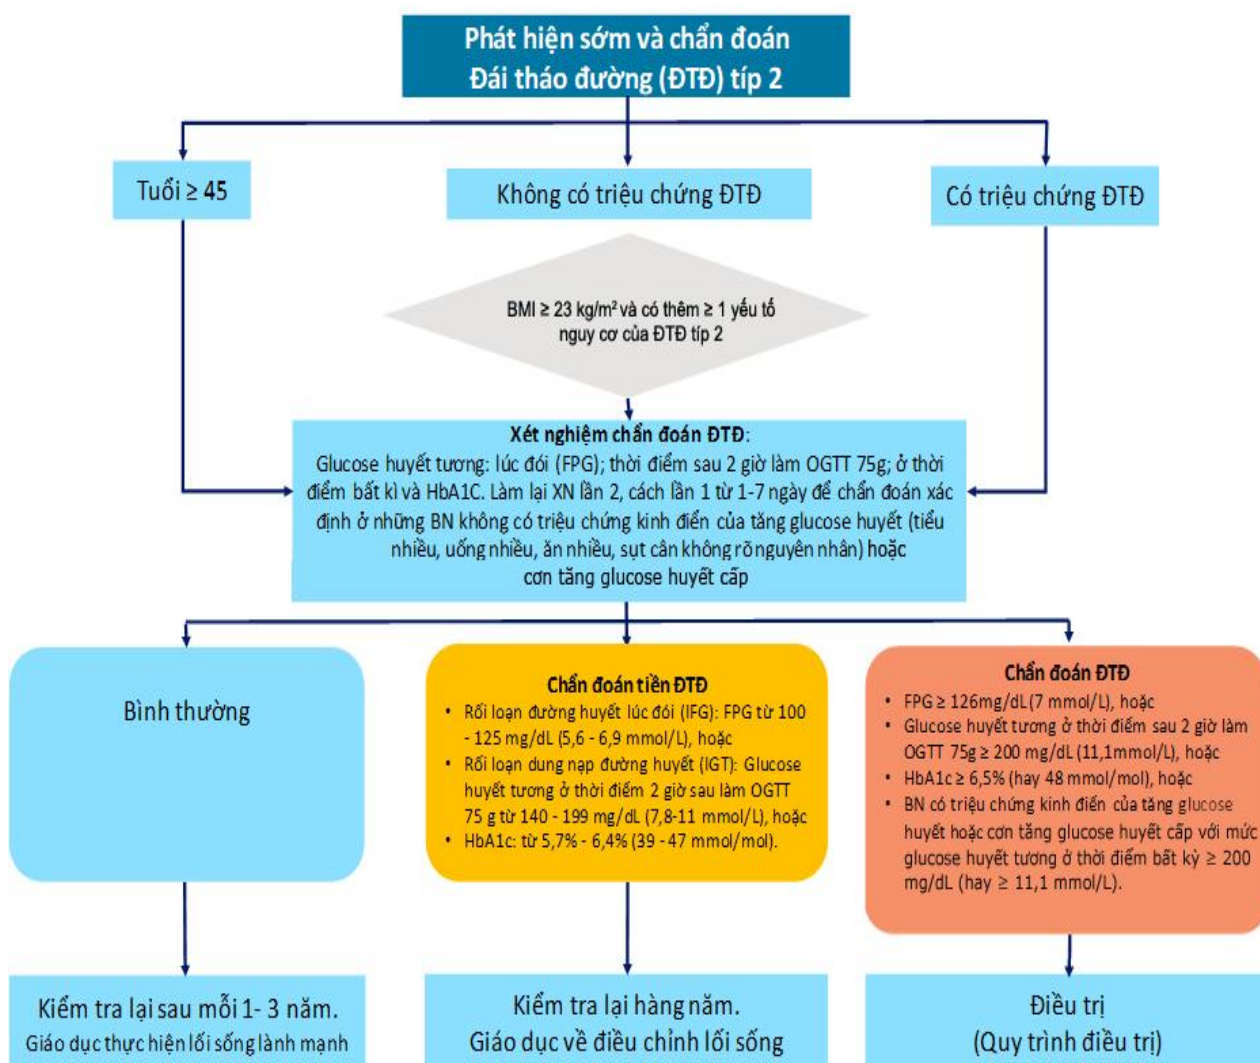 Phát hiện sớm và chẩn đoán
Đái tháo đường (ĐTĐ) típ 2
Tuổi ≥ 45
Không có triệu chứng ĐTĐ
Có triệu chứng ĐTĐ
BMI ≥ 23 kg/m² và có thêm ≥ 1 yếu tố
nguy cơ của ĐTĐ típ 2
Xét nghiệm chẩn đoán ĐTĐ:
Glucose huyết tương: lúc đói (FPG); thời điểm sau 2 giờ làm OGTT 75g; ở thời
điểm bất kì và HbA1C. Làm lại XN lần 2, cách lần 1 từ 1-7 ngày để chẩn đoán xác
định ở những BN không có triệu chứng kinh điển của tăng glucose huyết (tiểu
nhiều, uống nhiều, ăn nhiều, sụt cân không rõ nguyên nhân) hoặc
cơn tăng glucose huyết cấp
Bình thường
Chẩn đoán tiền ĐTĐ
• Rối loạn đường huyết lúc đói (IFG): FPG từ 100
- 125 mg/dL (5,6 - 6,9 mmol/L), hoặc
• Rối loạn dung nạp đường huyết (IGT): Glucose
huyết tương ở thời điểm 2 giờ sau làm OGTT
75 g từ 140 - 199 mg/dL (7,8-11 mmol/L), hoặc
• HbA1c: từ 5,7% - 6,4% (39 - 47 mmol/mol).
Chẩn đoán ĐTĐ
• FPG ≥ 126mg/dL (7 mmol/L), hoặc
• Glucose huyết tương ở thời điểm sau 2 giờ làm
OGTT 75g ≥ 200 mg/dL (11,1mmol/L), hoặc
• HbA1c ≥ 6,5% (hay 48 mmol/mol), hoặc
• BN có triệu chứng kinh điển của tăng glucose
huyết hoặc cơn tăng glucose huyết cấp với mức
glucose huyết tương ở thời điểm bất kỳ ≥ 200
mg/dL (hay ≥ 11,1 mmol/L).
Kiểm tra lại sau mỗi 1- 3 năm.
Giáo dục thực hiện lối sống lành mạnh
Kiểm tra lại hàng năm.
Giáo dục về điều chỉnh lối sống
Điều trị
(Quy trình điều trị)